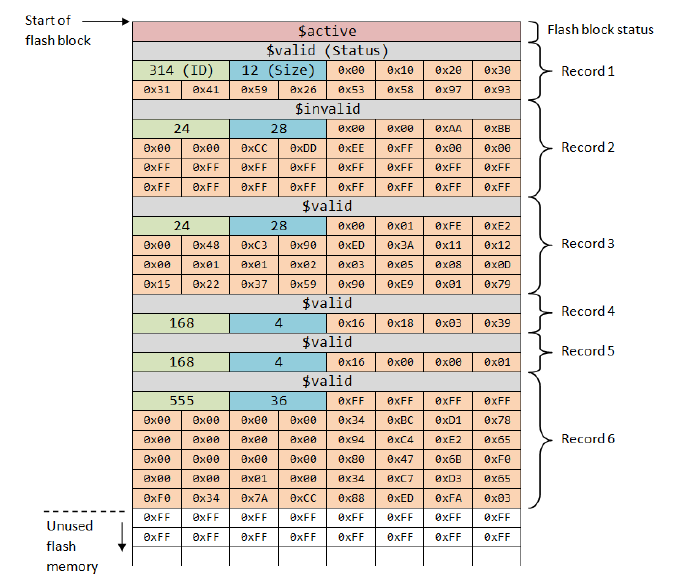 Start of
flash block
$active
Flash block status
$valid (Status)
314 (ID) 12 (Size) 0x00 0x10 0x20 0x30
0x31 0x41 0x59 0x26 0x53 0x58 0x97 0x93
Record 1
$invalid
24 28 0x00 0x00 0xAA 0xBB
0x00 0x00 0xCC 0xDD 0xEE 0xFF 0x00 0x00
0xFF 0xFF 0xFF 0xFF 0xFF 0xFF 0xFF 0xFF
0xFF 0xFF 0xFF 0xFF 0xFF 0xFF 0xFF 0xFF
Record 2
$valid
24 28 0x00 0x01 0xFE 0xE2
0x00 0x48 0xC3 0x90 0xED 0x3A 0x11 0x12
0x00 0x01 0x01 0x02 0x03 0x05 0x08 0x0D
0x15 0x22 0x37 0x59 0x90 0xE9 0x01 0x79
Record 3
$valid
168 4 0x16 0x18 0x03 0x39
Record 4
$valid
168 4 0x16 0x00 0x00 0x01
Record 5
$valid
555 36 0xFF 0xFF 0xFF 0xFF
0x00 0x00 0x00 0x00 0x34 0xBC 0xD1 0x78
0x00 0x00 0x00 0x00 0x94 0xC4 0xE2 0x65
0x00 0x00 0x00 0x00 0x80 0x47 0x6B 0xF0
0x00 0x00 0x01 0x00 0x34 0xC7 0xD3 0x65
0xF0 0x34 0x7A 0xCC 0x88 0xED 0xFA 0x03
Record 6
0xFF 0xFF 0xFF 0xFF 0xFF 0xFF 0xFF 0xFF
0xFF 0xFF 0xFF 0xFF 0xFF 0xFF 0xFF 0xFF
Unused
flash
memory